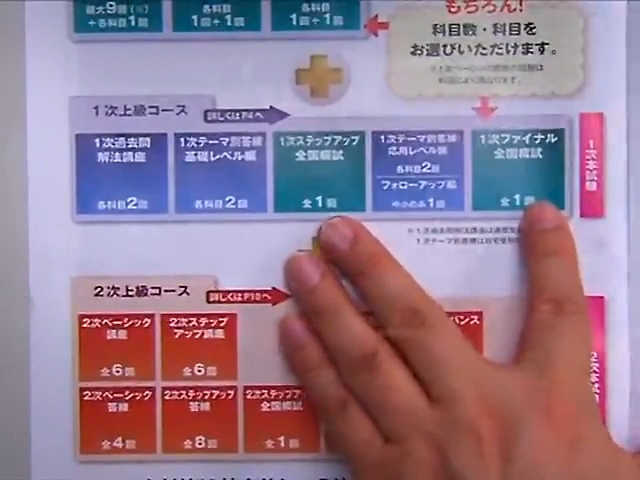 最大9回(※)
+各科目1回
各科目
1回+1回
各科目
1回+1回
もちろん!
科目数・科目を
お選びいただけます。
1次上級コース
詳しくはP4へ
1次過去問
解法講座
各科目2回
1次テーマ別答練
基礎レベル編
各科目2回
1次ステップアップ
全国模試
全1回
1次テーマ別答練
応用レベル編
各科目2回
フォローアップ編
中小のみ1回
1次ファイナル
全国模試
全1回
1次本試験
2次上級コース
詳しくはP10へ
2次ベーシック
講座
全6回
2次ステップ
アップ講座
全6回
バンス
2次ベーシック
答練
全4回
2次ステップアップ
答練
全8回
2次ステップアップ
全国模試
全1回